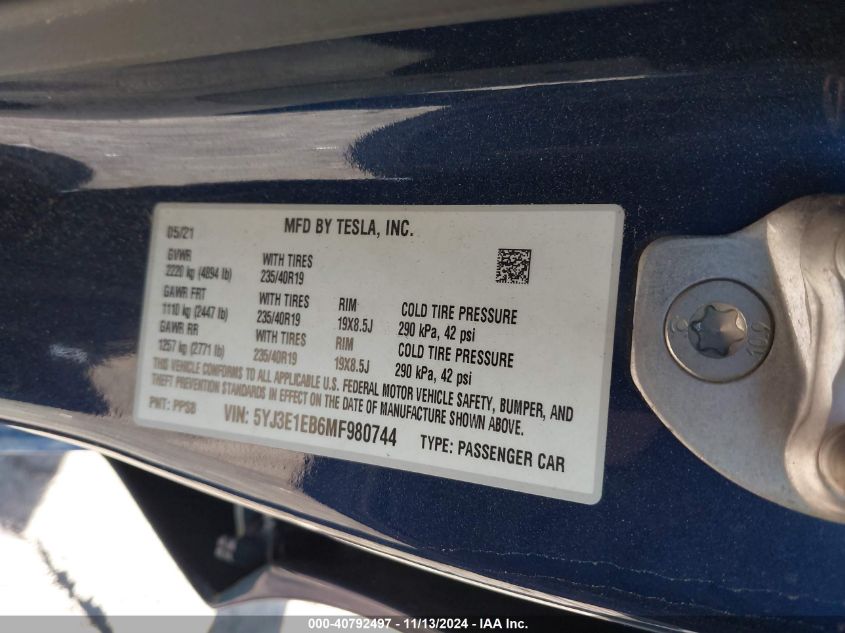 05/21 MFD BY TESLA, INC.
GVWR
2220 kg (4894 lb) WITH TIRES
235/40R19
GAWR FRT
1110 kg (2447 lb) WITH TIRES
235/40R19 RIM
19X8.5J COLD TIRE PRESSURE
290 kPa, 42 psi
GAWR RR
1257 kg (2771 lb) WITH TIRES
235/40R19 RIM
19X8.5J COLD TIRE PRESSURE
290 kPa, 42 psi
THIS VEHICLE CONFORMS TO ALL APPLICABLE U.S. FEDERAL MOTOR VEHICLE SAFETY, BUMPER, AND
THEFT PREVENTION STANDARDS IN EFFECT ON THE DATE OF MANUFACTURE SHOWN ABOVE.
PNT: PPSB VIN: 5YJ3E1EB6MF980744 TYPE: PASSENGER CAR
10.9
000-40792497 - 11/13/2024 - IAA Inc.